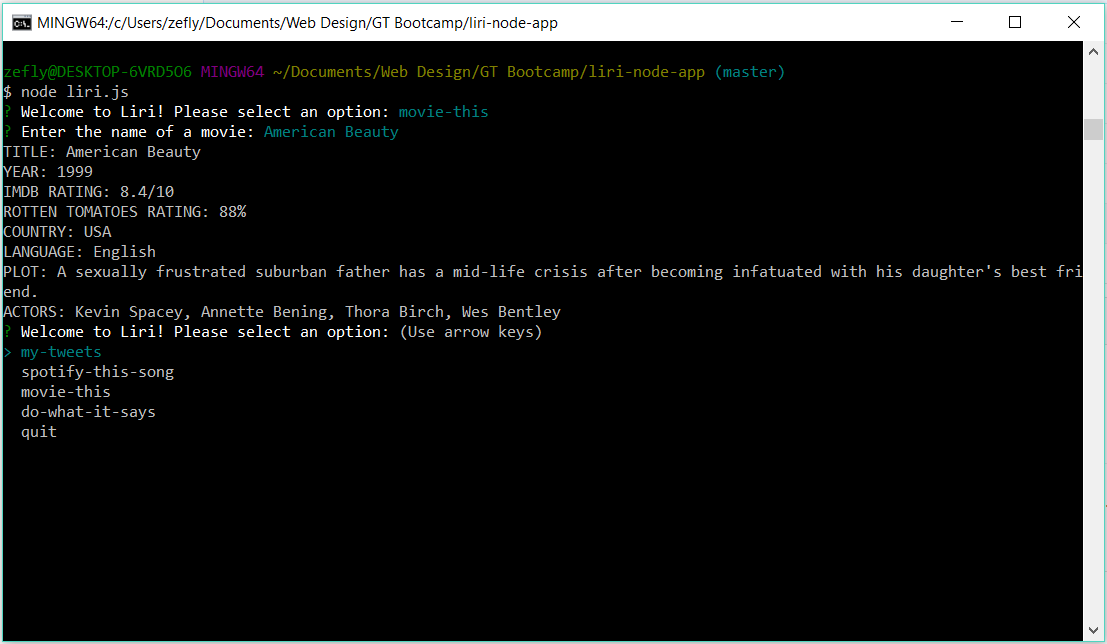 MINGW64:/c/Users/zefly/Documents/Web Design/GT Bootcamp/liri-node-app
zefly@DESKTOP-6VRD5O6 MINGW64 ~/Documents/Web Design/GT Bootcamp/liri-node-app (master)
$ node liri.js
? Welcome to Liri! Please select an option: movie-this
? Enter the name of a movie: American Beauty
TITLE: American Beauty
YEAR: 1999
IMDB RATING: 8.4/10
ROTTEN TOMATOES RATING: 88%
COUNTRY: USA
LANGUAGE: English
PLOT: A sexually frustrated suburban father has a mid-life crisis after becoming infatuated with his daughter's best fri
end.
ACTORS: Kevin Spacey, Annette Bening, Thora Birch, Wes Bentley
? Welcome to Liri! Please select an option: (Use arrow keys)
> my-tweets
spotify-this-song
movie-this
do-what-it-says
quit